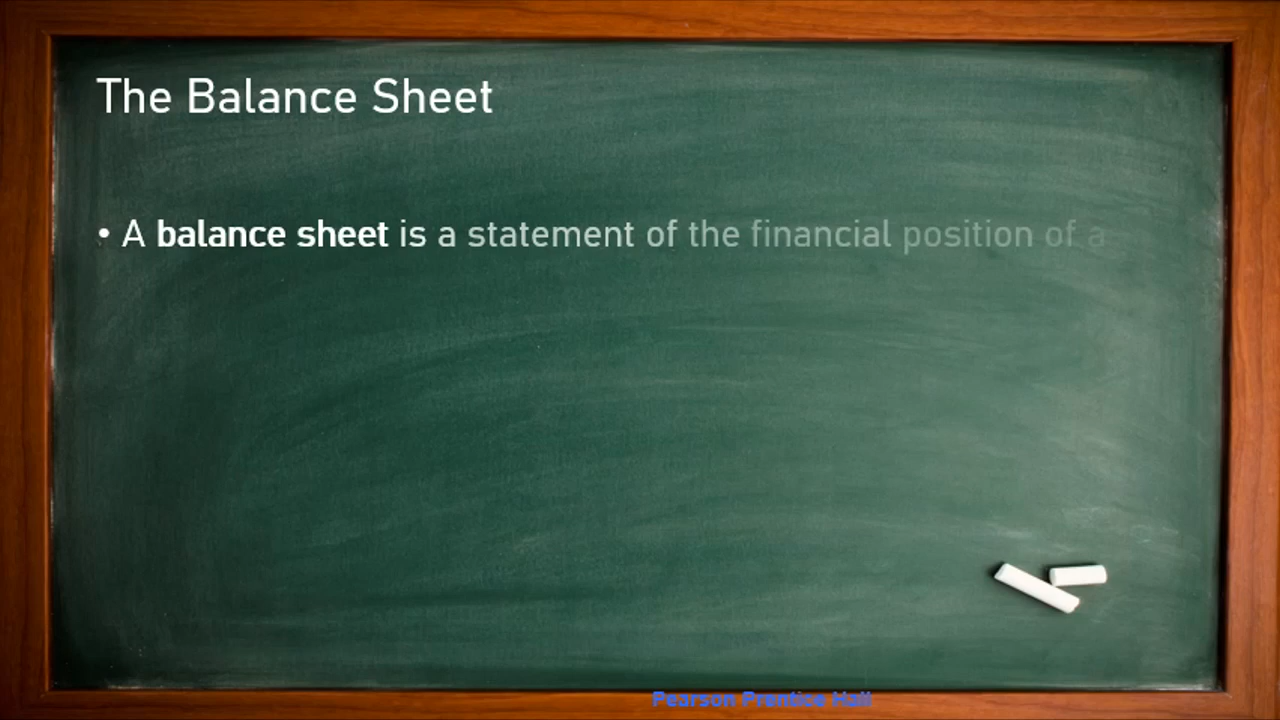 The Balance Sheet
• A balance sheet is a statement of the financial position of a
Pearson Prentice Hall